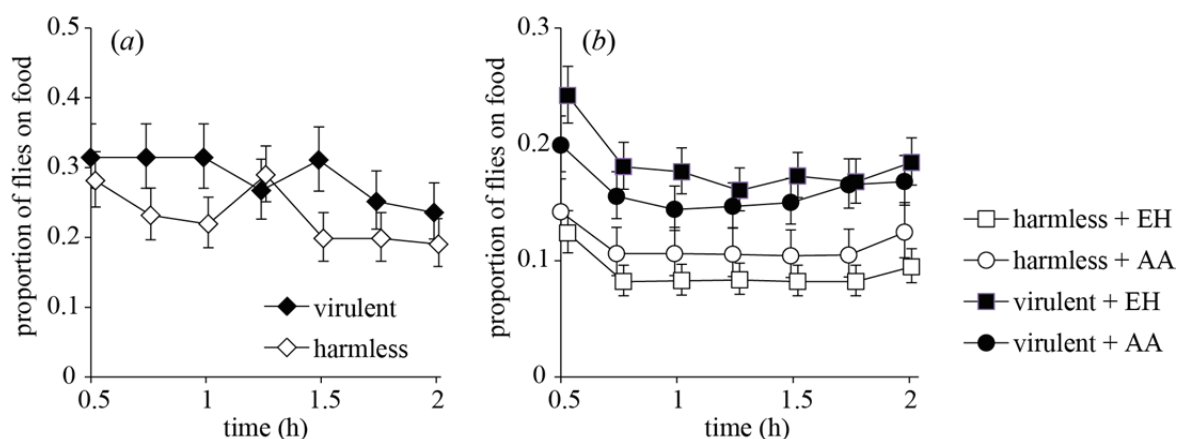 (a)
proportion of flies on food
0.5
0.4
0.3
0.2
0.1
0
virulent
harmless
0.5
1
1.5
2
time (h)
(b)
proportion of flies on food
0.3
0.2
0.1
0
0.5
1
1.5
2
time (h)
harmless + EH
harmless + AA
virulent + EH
virulent + AA